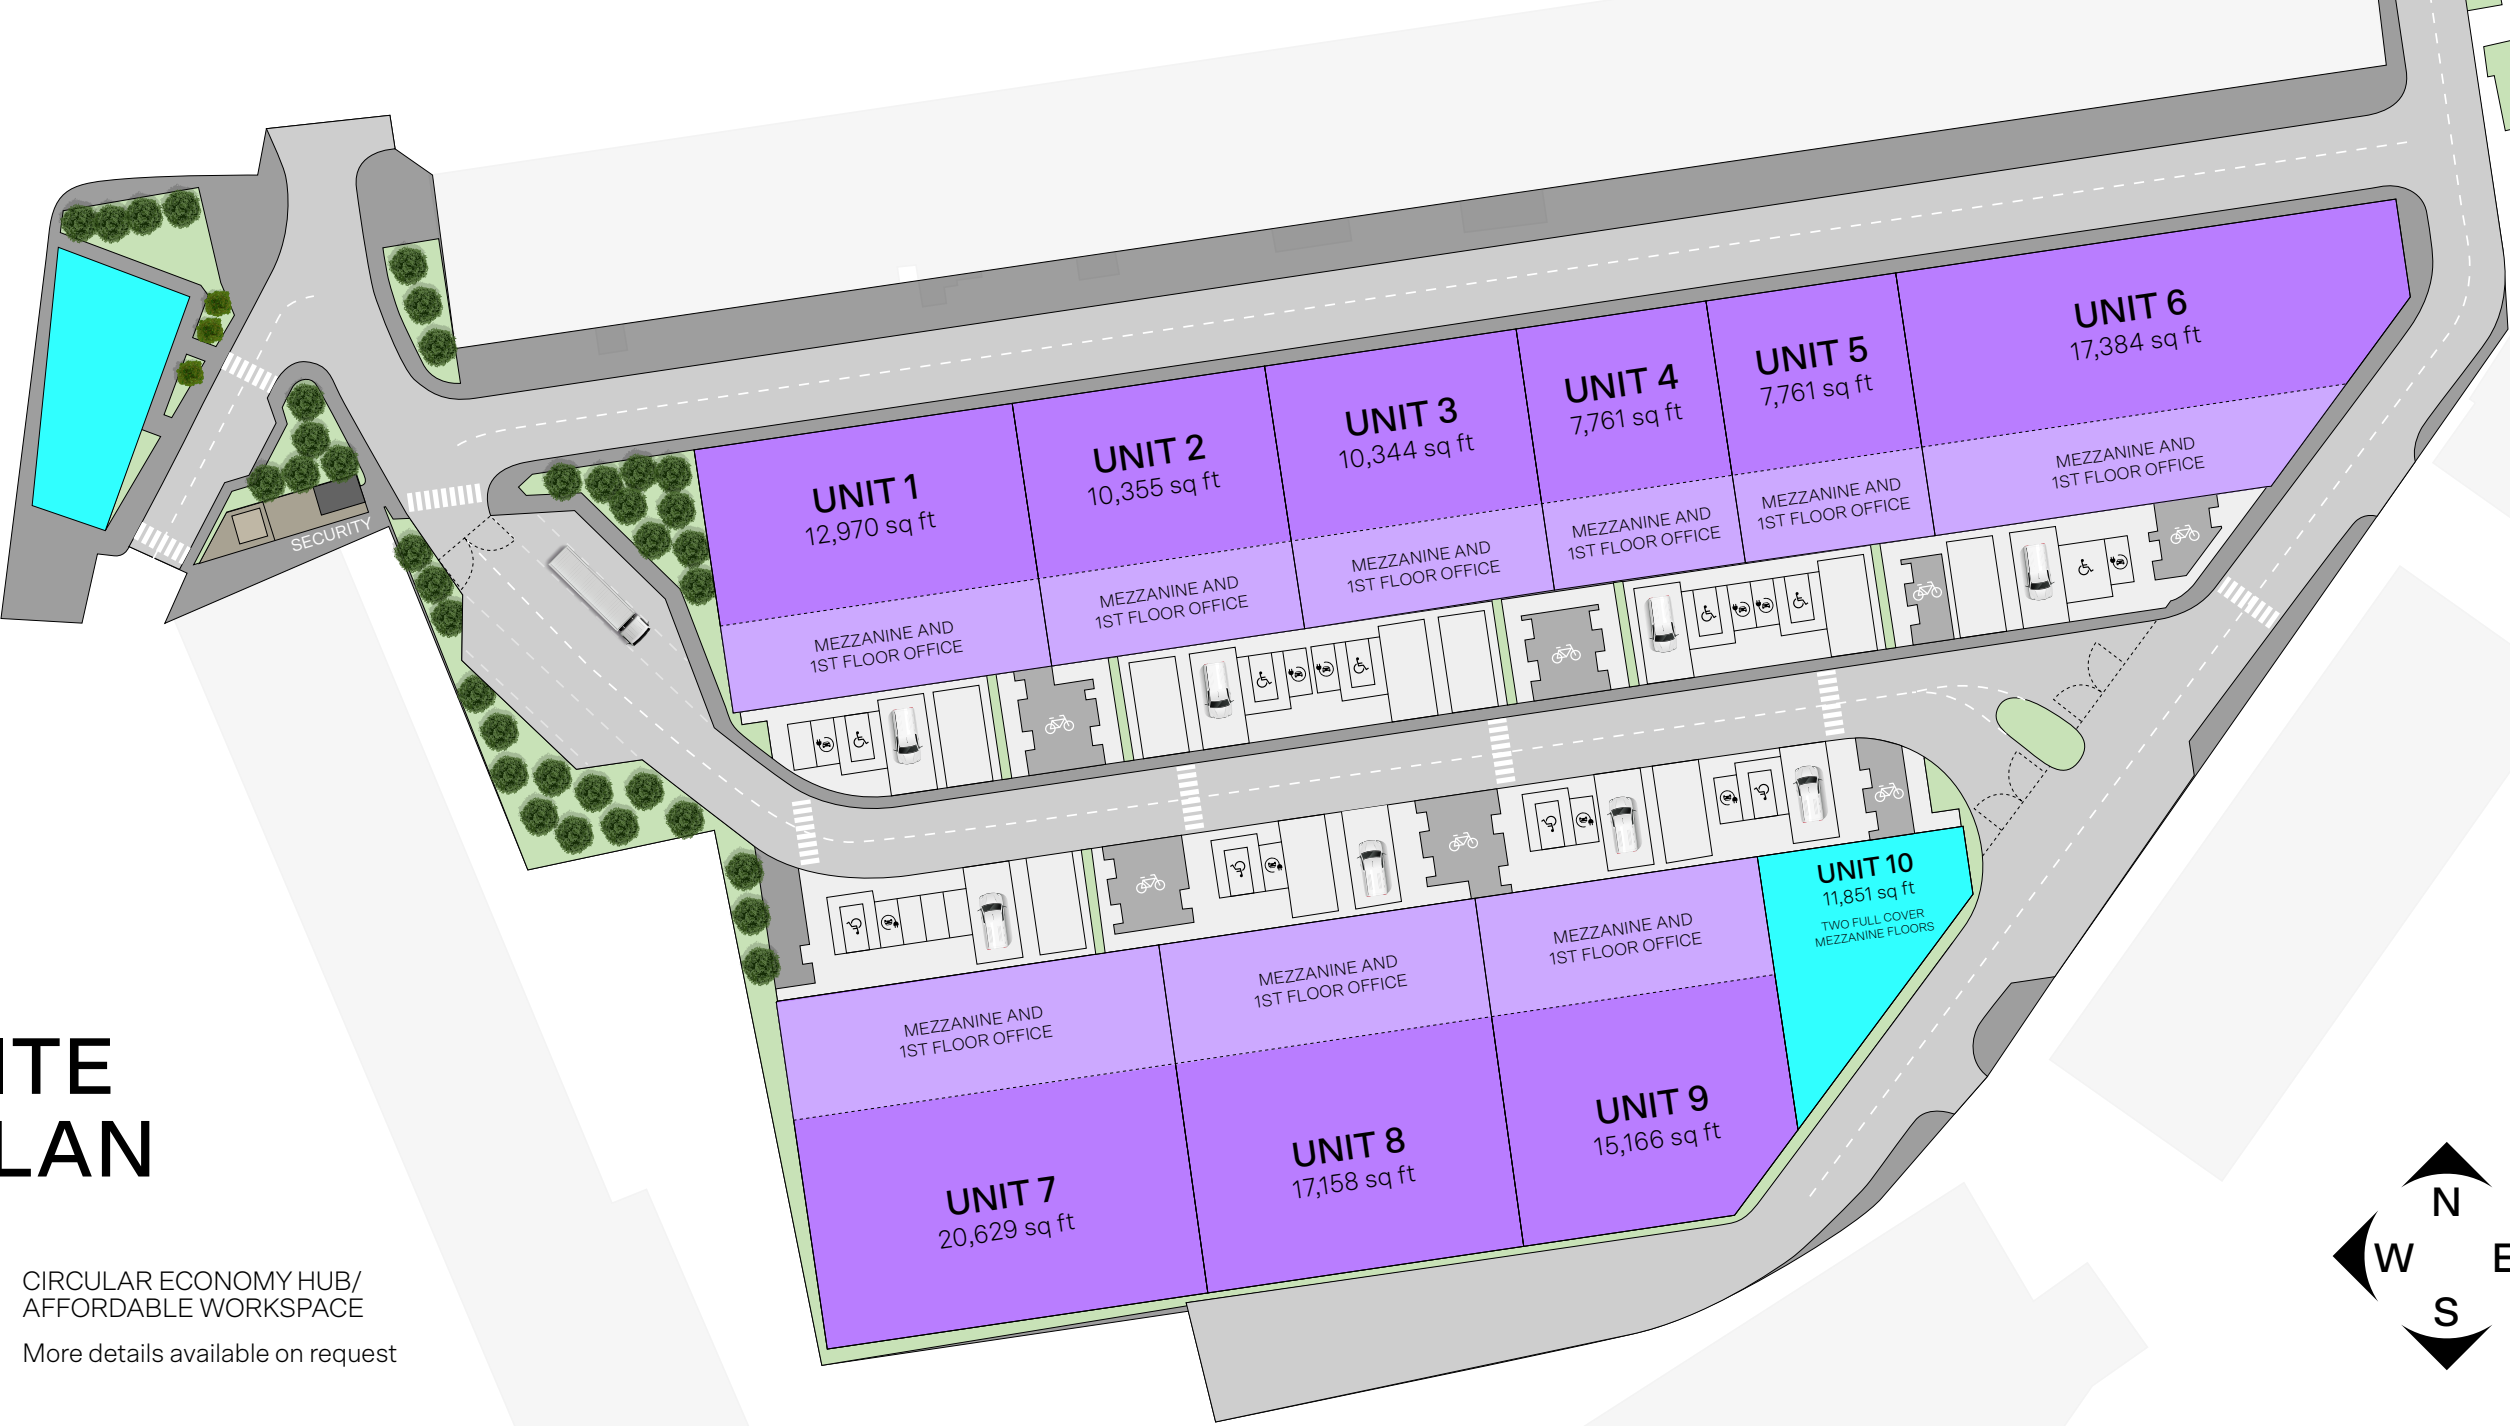 UNIT 1
12,970 sq ft
MEZZANINE AND
1ST FLOOR OFFICE
UNIT 2
10,355 sq ft
MEZZANINE AND
1ST FLOOR OFFICE
UNIT 3
10,344 sq ft
MEZZANINE AND
1ST FLOOR OFFICE
UNIT 4
7,761 sq ft
MEZZANINE AND
1ST FLOOR OFFICE
UNIT 5
7,761 sq ft
MEZZANINE AND
1ST FLOOR OFFICE
UNIT 6
17,384 sq ft
MEZZANINE AND
1ST FLOOR OFFICE
SECURITY
MEZZANINE AND
1ST FLOOR OFFICE
UNIT 7
20,629 sq ft
MEZZANINE AND
1ST FLOOR OFFICE
UNIT 8
17,158 sq ft
MEZZANINE AND
1ST FLOOR OFFICE
UNIT 9
15,166 sq ft
UNIT 10
11,851 sq ft
TWO FULL COVER
MEZZANINE FLOORS
ITE
LAN
CIRCULAR ECONOMY HUB/
AFFORDABLE WORKSPACE
More details available on request
N
W E
S